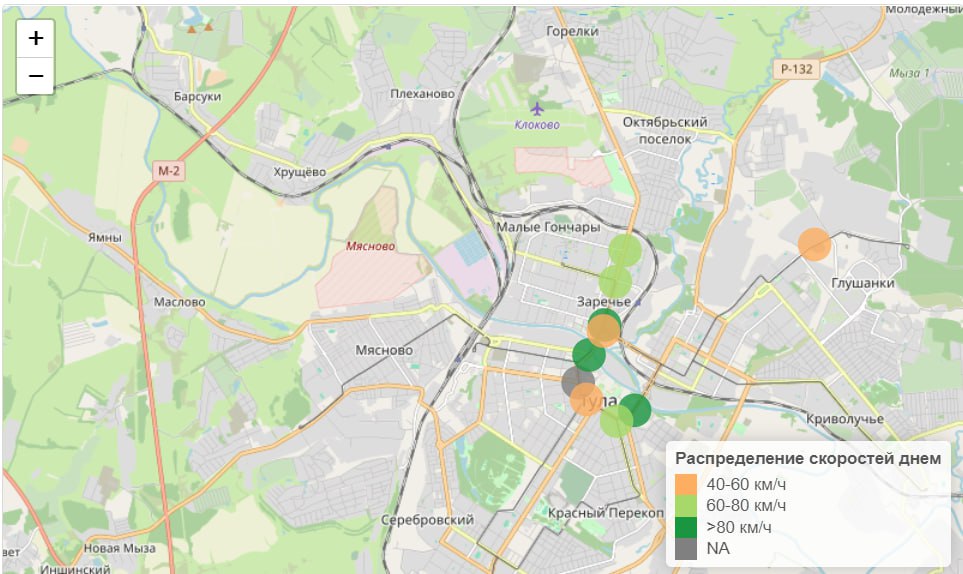 +
−
Горелки
Молодежный
Р-132
Мыза 1
Барсуки
Плеханово
Клоково
Октябрьский
поселок
М-2
Хрущёво
Малые Гончары
Ямны
Мясново
Глушанки
Маслово
Заречье
Мясново
Тула
Криволучье
Распределение скоростей днем
40-60 км/ч
60-80 км/ч
>80 км/ч
NA
Серебровский
Красный Перекоп
вет
Новая Мыза
Иншинский